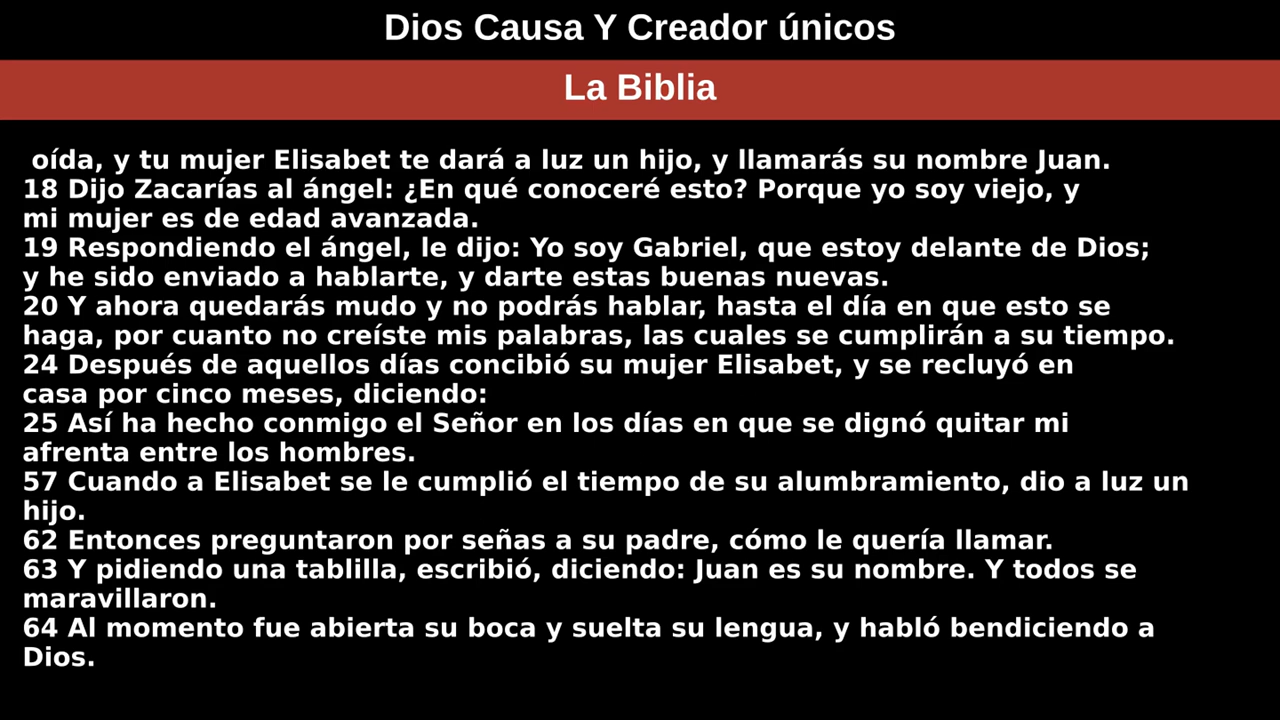 Dios Causa Y Creador únicos
La Biblia
oída, y tu mujer Elisabet te dará a luz un hijo, y llamarás su nombre Juan.
18 Dijo Zacarías al ángel: ¿En qué conoceré esto? Porque yo soy viejo, y
mi mujer es de edad avanzada.
19 Respondiendo el ángel, le dijo: Yo soy Gabriel, que estoy delante de Dios;
y he sido enviado a hablarte, y darte estas buenas nuevas.
20 Y ahora quedarás mudo y no podrás hablar, hasta el día en que esto se
haga, por cuanto no creíste mis palabras, las cuales se cumplirán a su tiempo.
24 Después de aquellos días concibió su mujer Elisabet, y se recluyó en
casa por cinco meses, diciendo:
25 Así ha hecho conmigo el Señor en los días en que se dignó quitar mi
afrenta entre los hombres.
57 Cuando a Elisabet se le cumplió el tiempo de su alumbramiento, dio a luz un
hijo.
62 Entonces preguntaron por señas a su padre, cómo le quería llamar.
63 Y pidiendo una tablilla, escribió, diciendo: Juan es su nombre. Y todos se
maravillaron.
64 Al momento fue abierta su boca y suelta su lengua, y habló bendiciendo a
Dios.